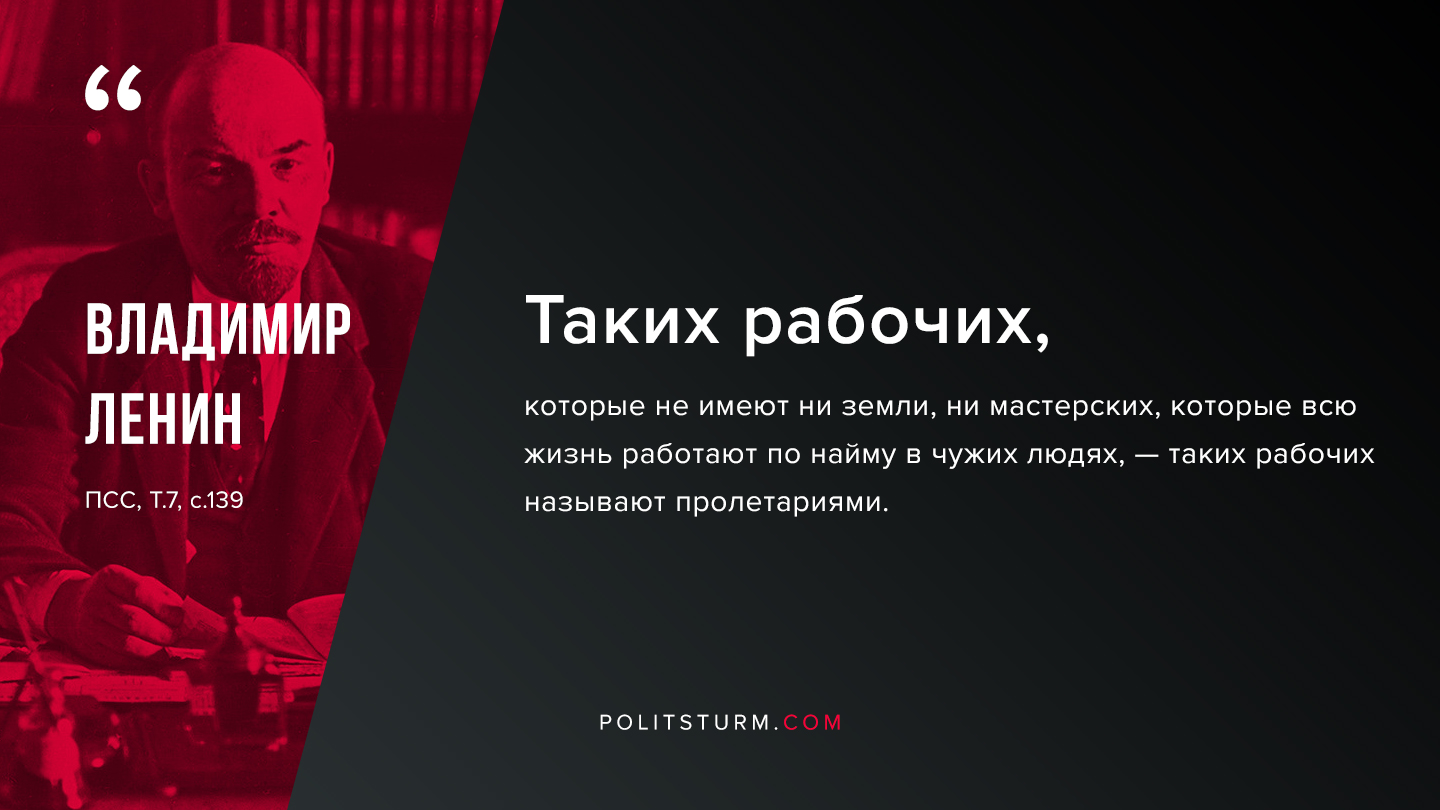 “
ВЛАДИМИР
ЛЕНИН
ПСС, Т.7, с.139
Таких рабочих,
которые не имеют ни земли, ни мастерских, которые всю
жизнь работают по найму в чужих людях, — таких рабочих
называют пролетариями.
POLITSTURM.COM